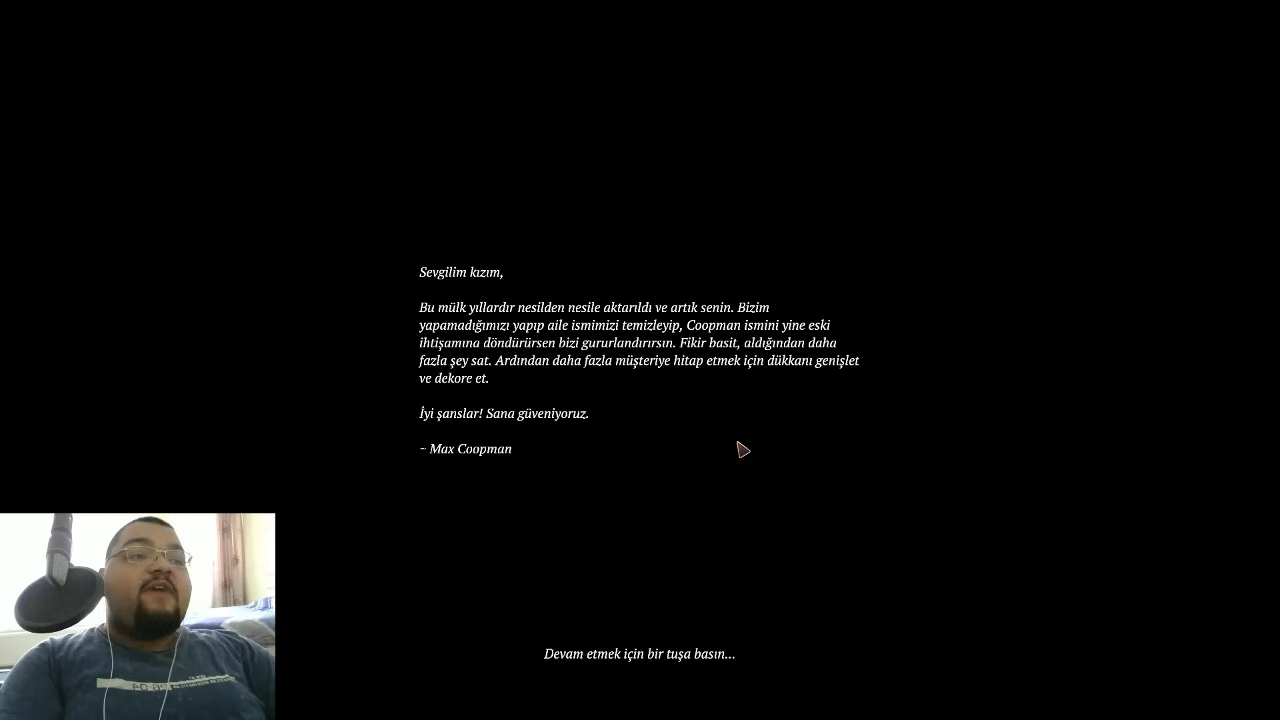 Sevgilim kızım,
Bu mülk yıllardır nesilden nesile aktarıldı ve artık senin. Bizim
yapamadığımızı yapıp aile ismimizi temizleyip, Coopman ismini yine eski
ihtişamına döndürürsen bizi gururlandırırsın. Fikir basit, aldığından daha
fazla şey sat. Ardından daha fazla müşteriye hitap etmek için dükkanı genişlet
ve dekore et.
İyi şanslar! Sana güveniyoruz.
~ Max Coopman
Devam etmek için bir tuşa basın...